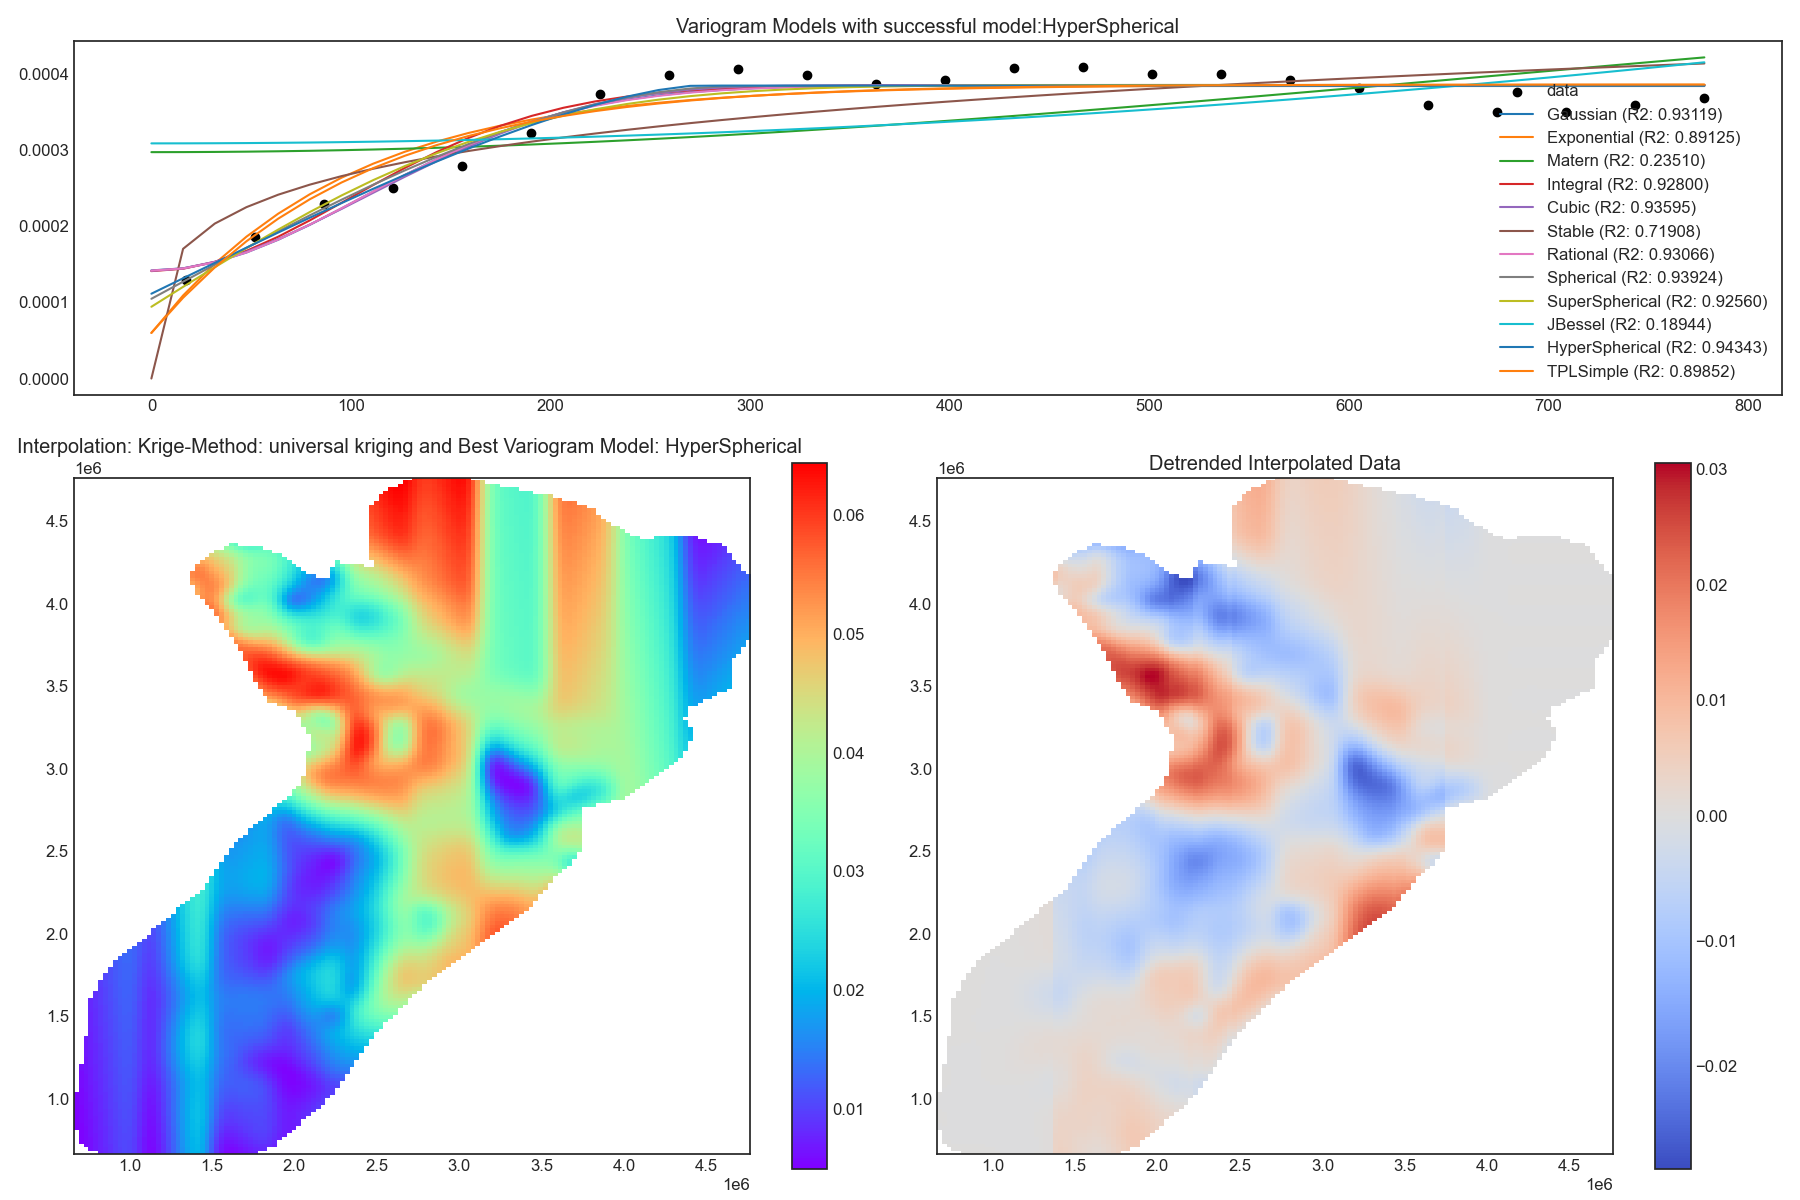 Variogram Models with successful model:HyperSpherical
0.0004
0.0003
0.0002
0.0001
0.0000
data
Gaussian (R2: 0.93119)
Exponential (R2: 0.89125)
Matern (R2: 0.23510)
Integral (R2: 0.92800)
Cubic (R2: 0.93595)
Stable (R2: 0.71908)
Rational (R2: 0.93066)
Spherical (R2: 0.93924)
SuperSpherical (R2: 0.92560)
JBessel (R2: 0.18944)
HyperSpherical (R2: 0.94343)
TPLSimple (R2: 0.89852)
0 100 200 300 400 500 600 700 800
Interpolation: Krige-Method: universal kriging and Best Variogram Model: HyperSpherical
1e6
4.5
4.0
3.5
3.0
2.5
2.0
1.5
1.0
1.0 1.5 2.0 2.5 3.0 3.5 4.0 4.5
1e6
0.06
0.05
0.04
0.03
0.02
0.01
Detrended Interpolated Data
1e6
4.5
4.0
3.5
3.0
2.5
2.0
1.5
1.0
1.0 1.5 2.0 2.5 3.0 3.5 4.0 4.5
1e6
0.03
0.02
0.01
0.00
−0.01
−0.02